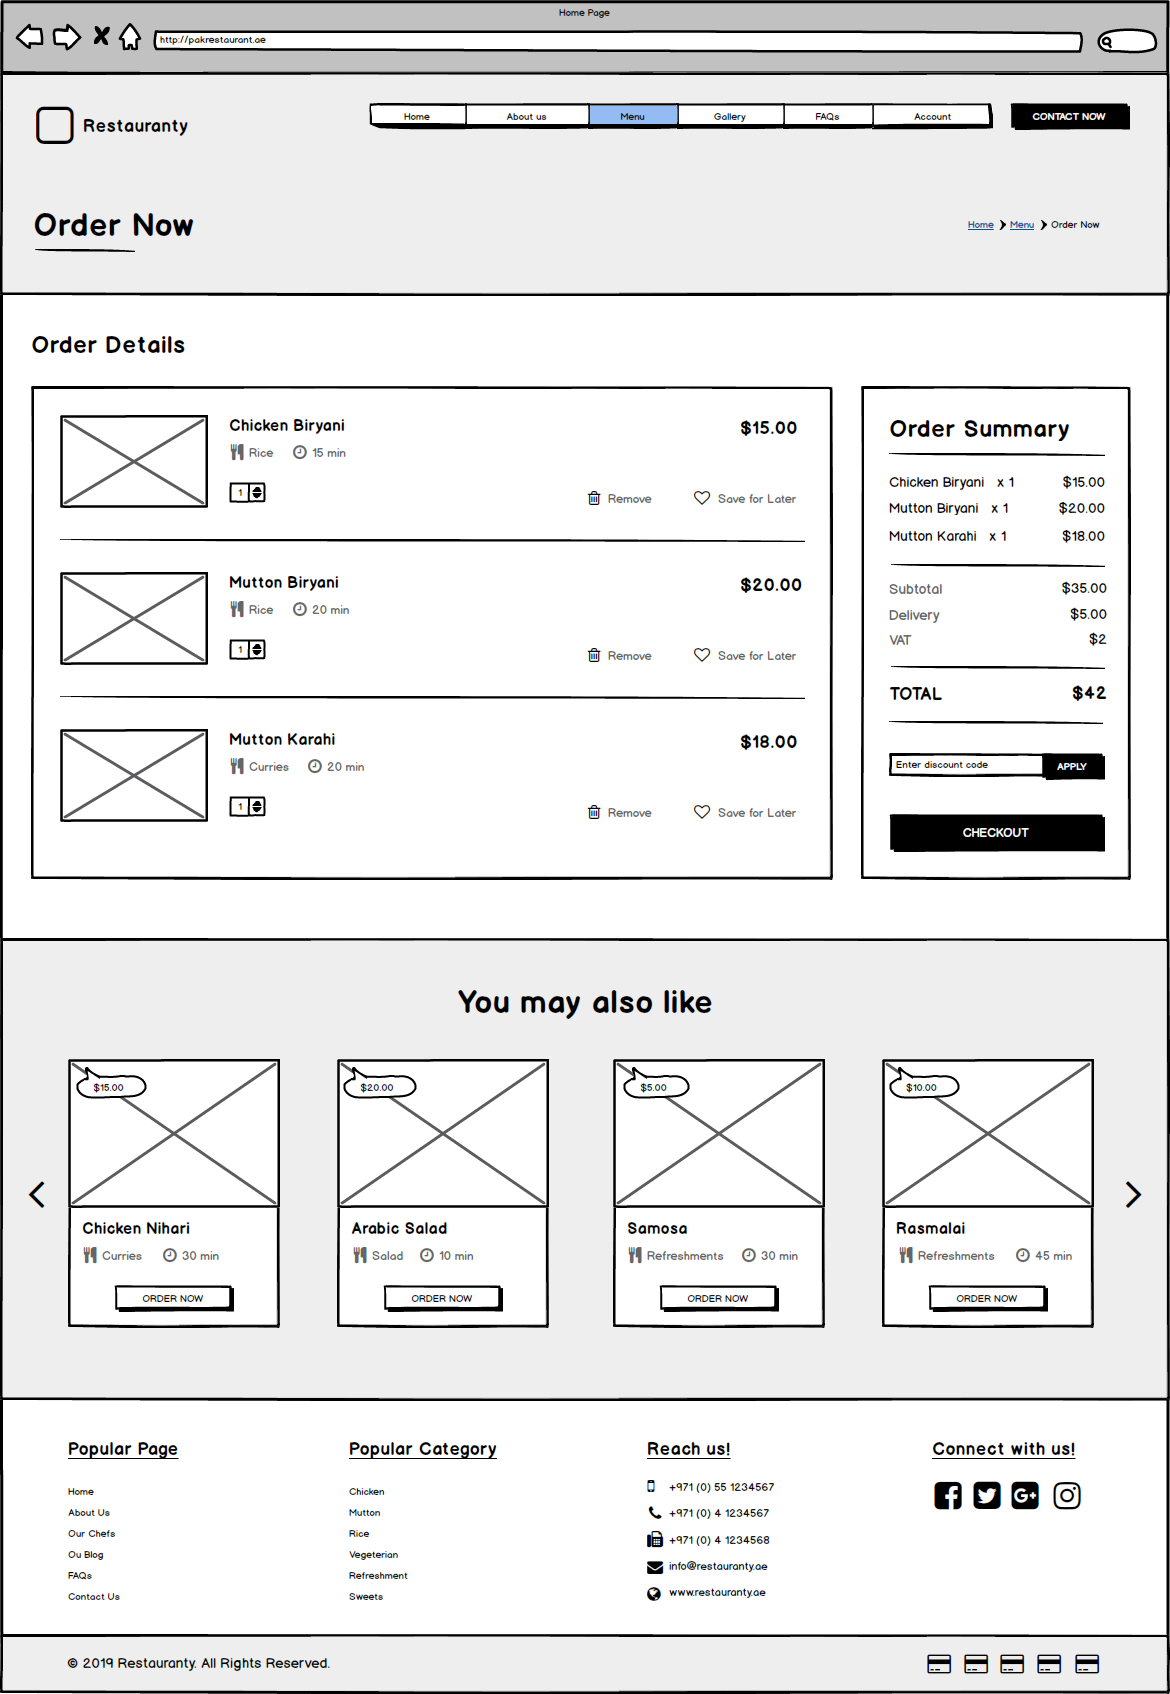 Home Page
http://pakrestaurant.ae
Restauranty
Home About us Menu Gallery FAQs Account
CONTACT NOW
Order Now
Home Menu Order Now
Order Details
Chicken Biryani
$15.00
Rice 15 min
1
Remove Save for Later
Mutton Biryani
$20.00
Rice 20 min
1
Remove Save for Later
Mutton Karahi
$18.00
Curries 20 min
1
Remove Save for Later
Order Summary
Chicken Biryani x 1 $15.00
Mutton Biryani x 1 $20.00
Mutton Karahi x 1 $18.00
Subtotal $35.00
Delivery $5.00
VAT $2
TOTAL $42
Enter discount code APPLY
CHECKOUT
You may also like
$15.00
Chicken Nihari
Curries 30 min
ORDER NOW
$20.00
Arabic Salad
Salad 10 min
ORDER NOW
$5.00
Samosa
Refreshments 30 min
ORDER NOW
$10.00
Rasmalai
Refreshments 45 min
ORDER NOW
Popular Page
Home
About Us
Our Chefs
Ou Blog
FAQs
Contact Us
Popular Category
Chicken
Mutton
Rice
Vegeterian
Refreshment
Sweets
Reach us!
+971 (0) 55 1234567
+971 (0) 4 1234567
+971 (0) 4 1234568
info@restauranty.ae
www.restauranty.ae
Connect with us!
© 2019 Restauranty. All Rights Reserved.